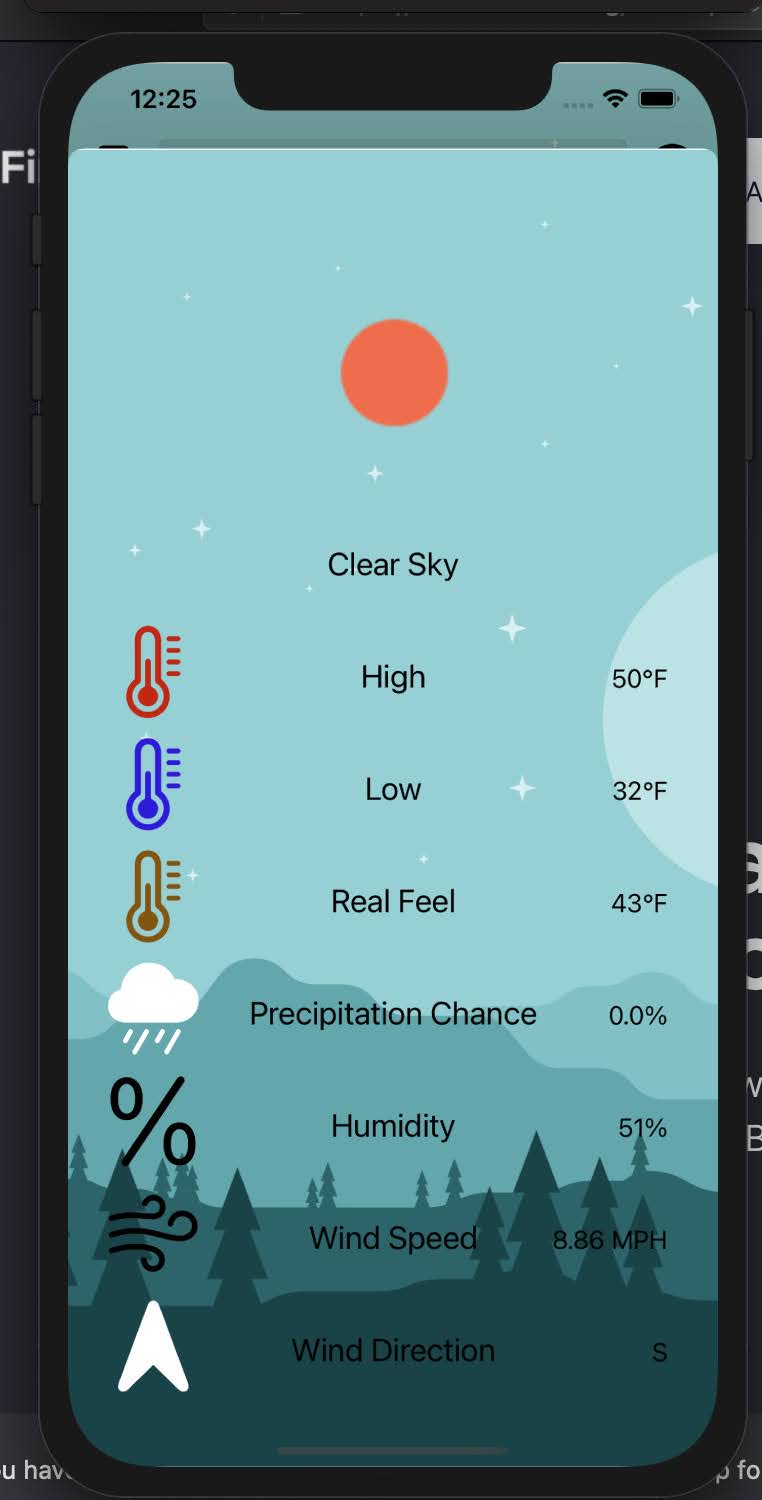 12:25
Fi
A
Clear Sky
High 50°F
Low 32°F
Real Feel 43°F
Precipitation Chance 0.0%
% Humidity 51%
Wind Speed 8.86 MPH
B
Wind Direction S
u hav
p fo